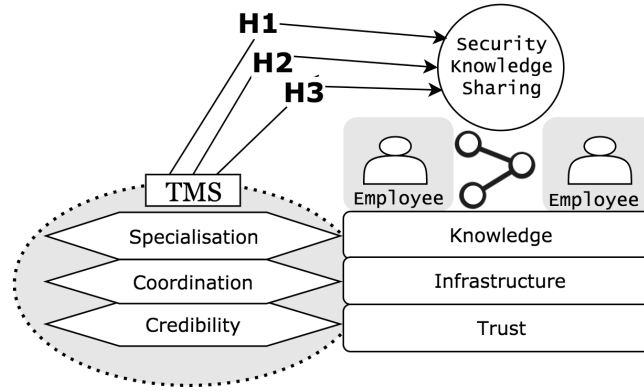 H1
H2
H3
Security
Knowledge
Sharing
Employee
Employee
TMS
Specialisation
Knowledge
Coordination
Infrastructure
Credibility
Trust